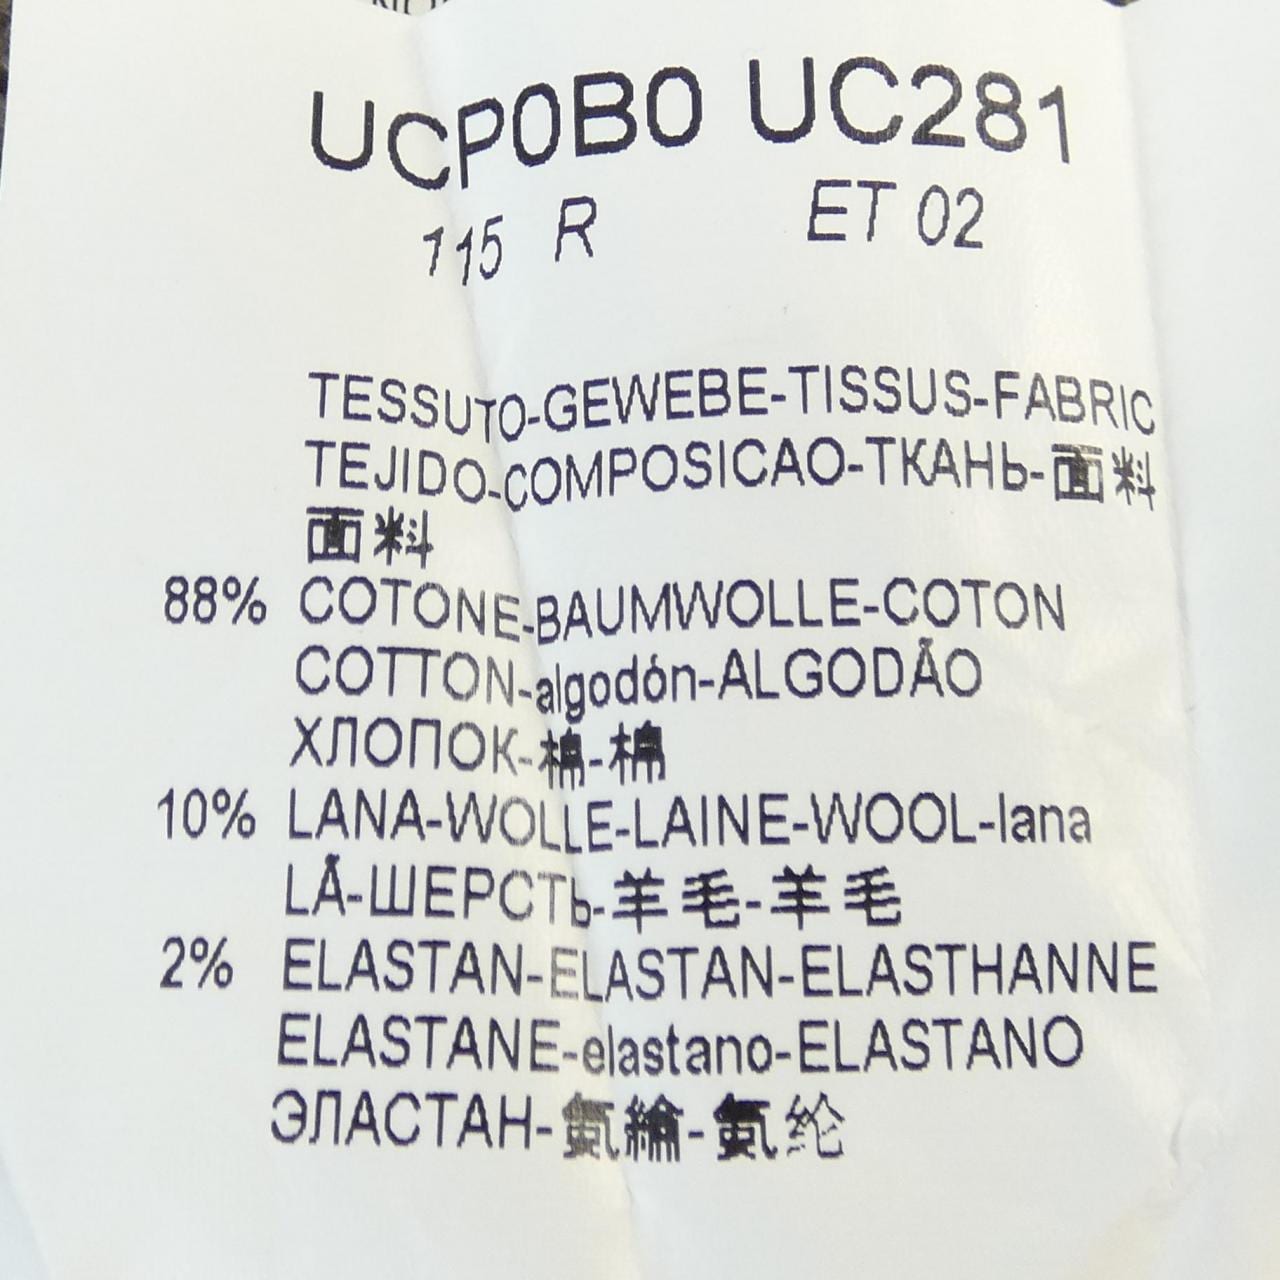 UCP0B0 UC281
115 R ET 02
TESSUTO-GEWEBE-TISSUS-FABRIC
TEJIDO-COMPOSICAO-ТКАНЬ-面料
面料
88% COTONE-BAUMWOLLE-COTON
COTTON-algodón-ALGODÃO
ХЛОПОК-棉-棉
10% LANA-WOLLE-LAINE-WOOL-lana
LÃ-ШЕРСТЬ-羊毛-羊毛
2% ELASTAN-ELASTAN-ELASTHANNE
ELASTANE-elastano-ELASTANO
ЭЛАСТАН-氨綸-氨纶